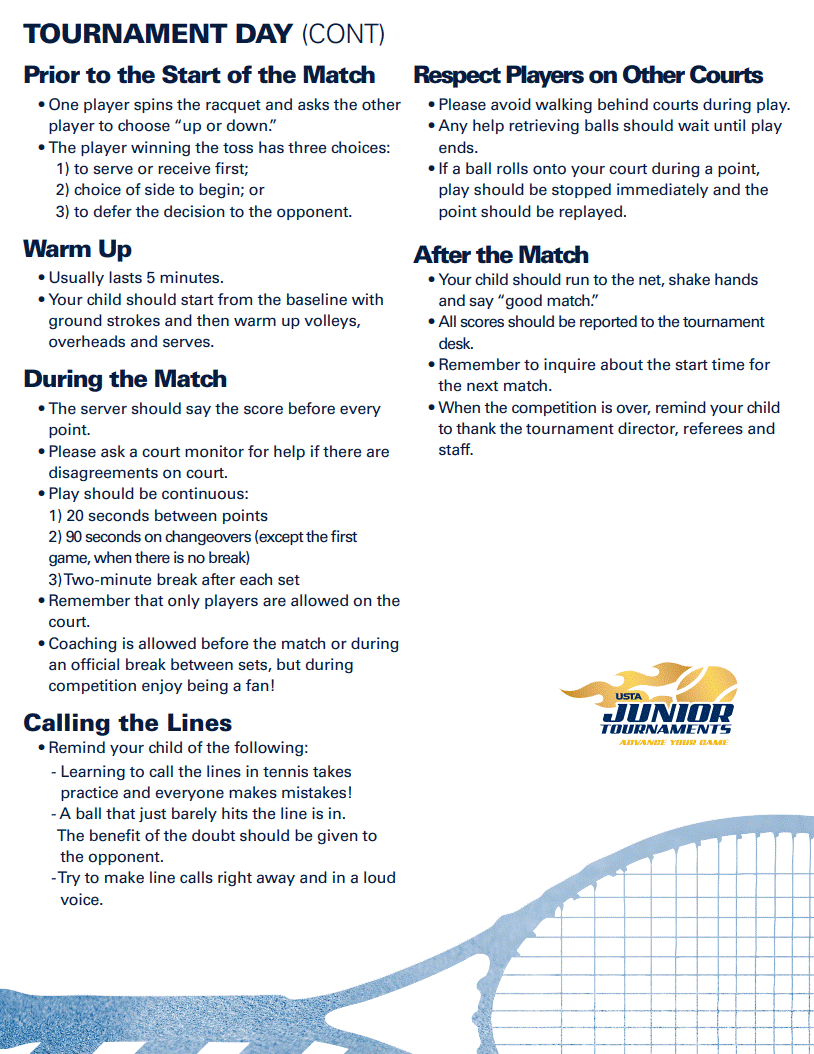 TOURNAMENT DAY (CONT)
Prior to the Start of the Match
• One player spins the racquet and asks the other
player to choose “up or down.”
• The player winning the toss has three choices:
1) to serve or receive first;
2) choice of side to begin; or
3) to defer the decision to the opponent.
Warm Up
• Usually lasts 5 minutes.
• Your child should start from the baseline with
ground strokes and then warm up volleys,
overheads and serves.
During the Match
• The server should say the score before every
point.
• Please ask a court monitor for help if there are
disagreements on court.
• Play should be continuous:
1) 20 seconds between points
2) 90 seconds on changeovers (except the first
game, when there is no break)
3) Two-minute break after each set
• Remember that only players are allowed on the
court.
• Coaching is allowed before the match or during
an official break between sets, but during
competition enjoy being a fan!
Calling the Lines
• Remind your child of the following:
- Learning to call the lines in tennis takes
practice and everyone makes mistakes!
- A ball that just barely hits the line is in.
The benefit of the doubt should be given to
the opponent.
- Try to make line calls right away and in a loud
voice.
Respect Players on Other Courts
• Please avoid walking behind courts during play.
• Any help retrieving balls should wait until play
ends.
• If a ball rolls onto your court during a point,
play should be stopped immediately and the
point should be replayed.
After the Match
• Your child should run to the net, shake hands
and say “good match.”
• All scores should be reported to the tournament
desk.
• Remember to inquire about the start time for
the next match.
• When the competition is over, remind your child
to thank the tournament director, referees and
staff.
USTA
JUNIOR
TOURNAMENTS
ADVANCE YOUR GAME